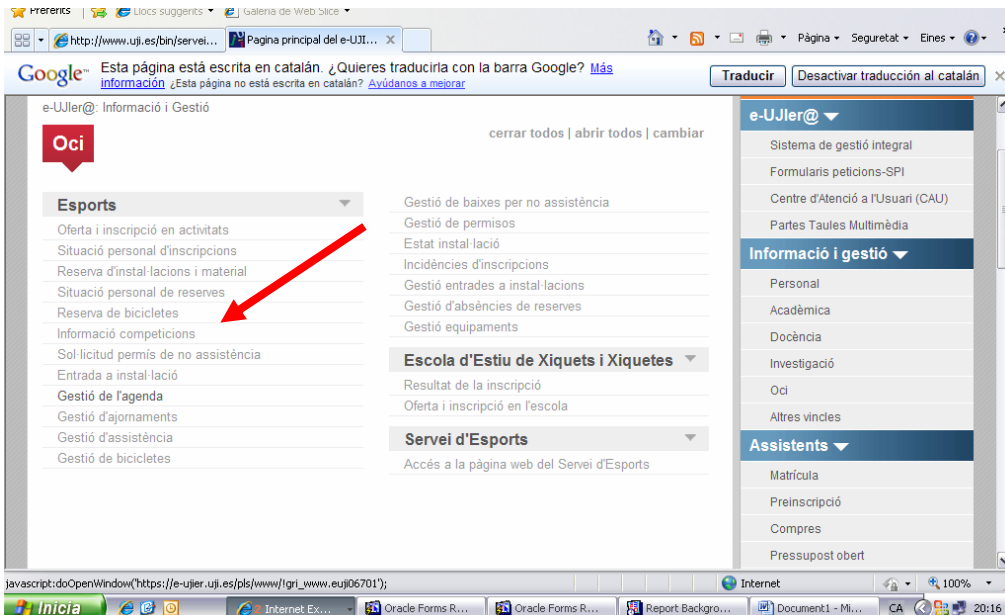 Preferits
Llocs suggerits
Galeria de Web Slice
http://www.uji.es/bin/servei...
Pagina principal del e-UJI...
Pàgina
Seguretat
Eines
Google™
Esta página está escrita en catalán. ¿Quieres traducirla con la barra Google? Más
información ¿Esta página no está escrita en catalán? Ayúdanos a mejorar
Traducir
Desactivar traducción al catalán
e-UJIer@: Informació i Gestió
Oci
cerrar todos | abrir todos | cambiar
Esports
Oferta i inscripció en activitats
Situació personal d'inscripcions
Reserva d'instal·lacions i material
Situació personal de reserves
Reserva de bicicletes
Informació competicions
Sol·licitud permís de no assistència
Entrada a instal·lació
Gestió de l'agenda
Gestió d'ajornaments
Gestió d'assistència
Gestió de bicicletes
Gestió de baixes per no assistència
Gestió de permisos
Estat instal·lació
Incidències d'inscripcions
Gestió entrades a instal·lacions
Gestió d'absències de reserves
Gestió equipaments
Escola d'Estiu de Xiquets i Xiquetes
Resultat de la inscripció
Oferta i inscripció en l'escola
Servei d'Esports
Accés a la pàgina web del Servei d'Esports
e-UJIer@
Sistema de gestió integral
Formularis peticions-SPI
Centre d'Atenció a l'Usuari (CAU)
Partes Taules Multimèdia
Informació i gestió
Personal
Acadèmica
Docència
Investigació
Oci
Altres vincles
Assistents
Matrícula
Preinscripció
Compres
Pressupost obert
javascript:doOpenWindow('https://e-ujier.uji.es/pls/www/!gri_www.euji06701');
Internet
100%
Inicia
2 Internet Ex...
Oracle Forms R...
Oracle Forms R...
Report Backgro...
Document1 - Mi...
CA
20:18